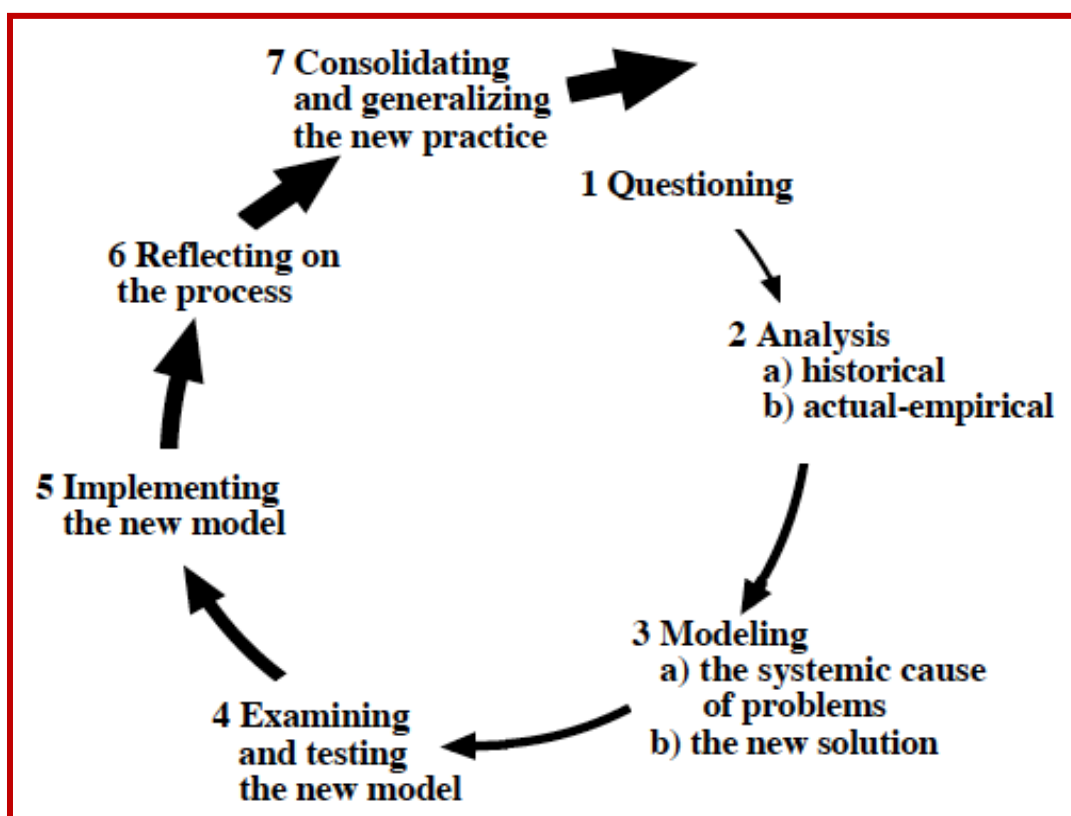 1 Questioning
2 Analysis
a) historical
b) actual-empirical
3 Modeling
a) the systemic cause
of problems
b) the new solution
4 Examining
and testing
the new model
5 Implementing
the new model
6 Reflecting on
the process
7 Consolidating
and generalizing
the new practice